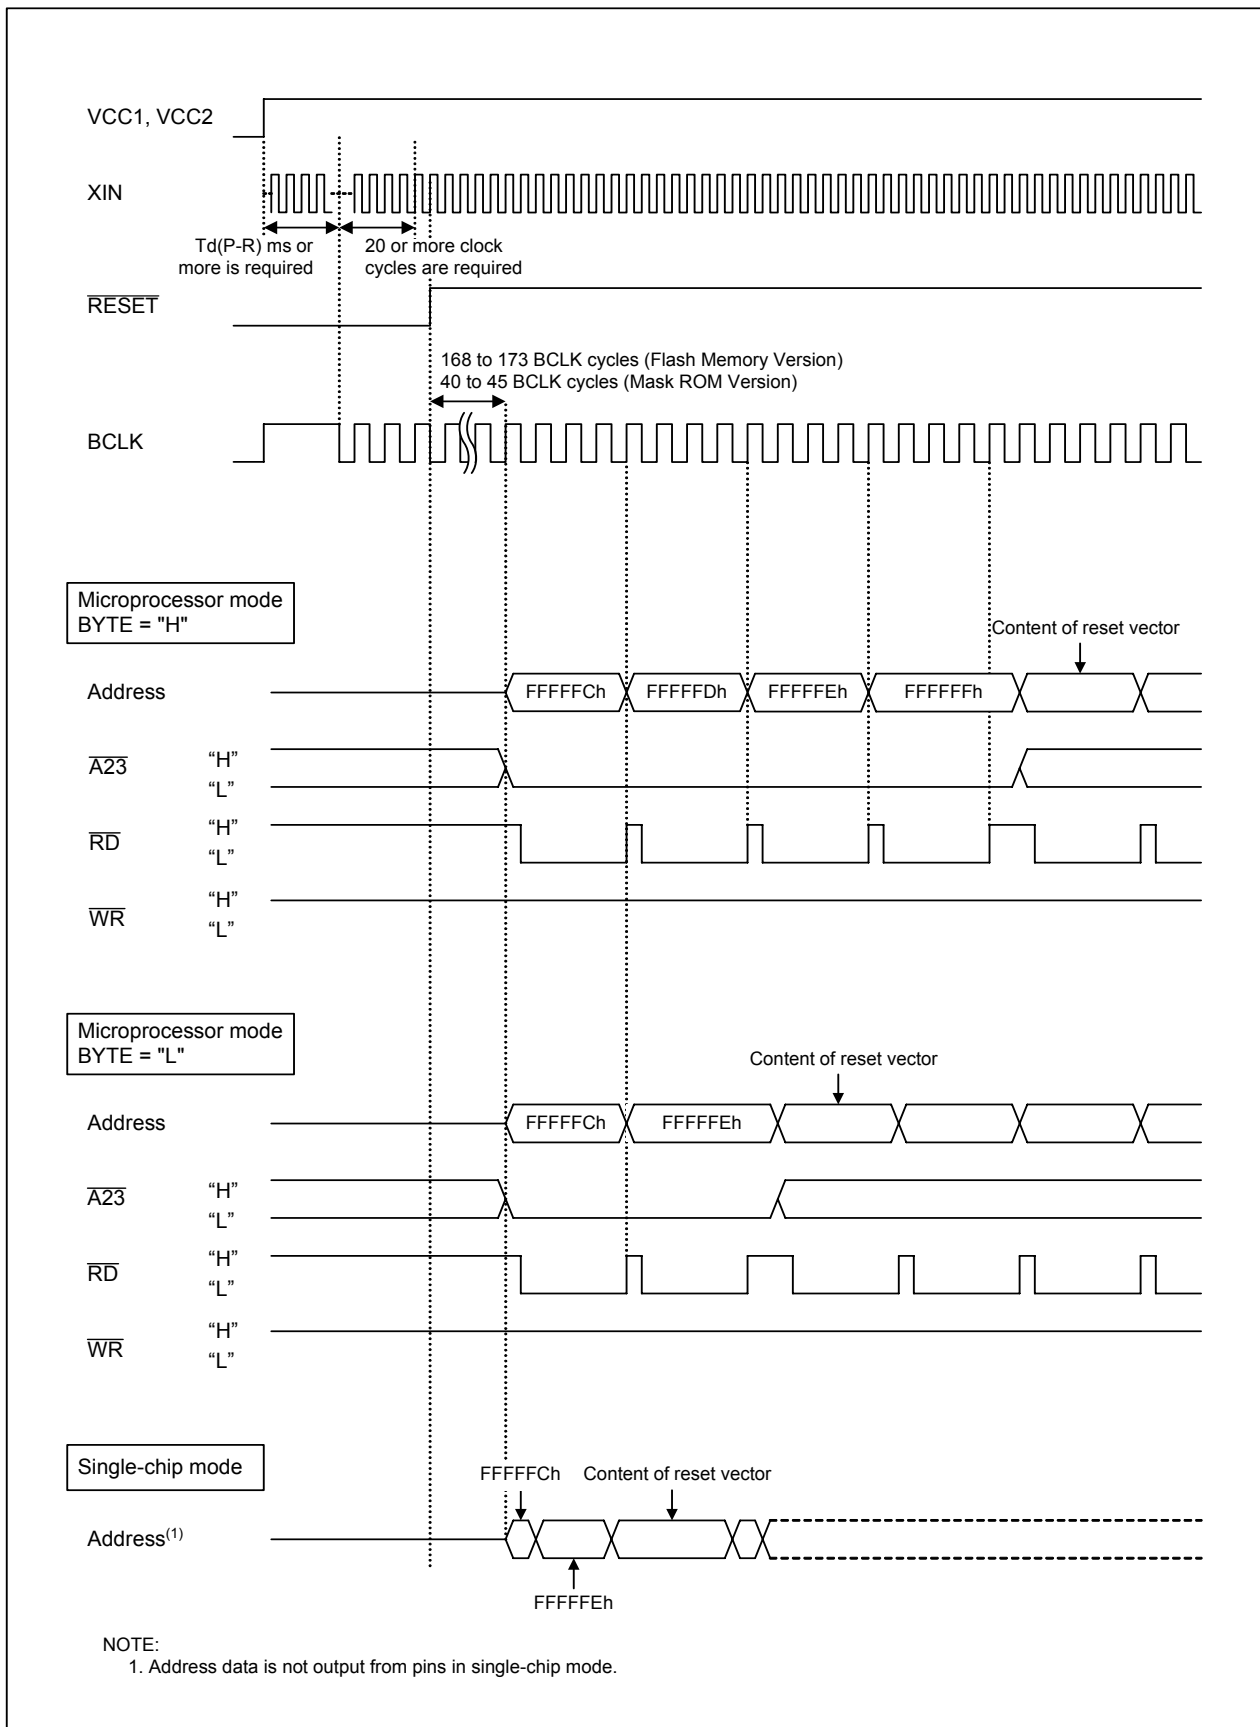 VCC1, VCC2
XIN
Td(P-R) ms or
more is required
20 or more clock
cycles are required
RESET
168 to 173 BCLK cycles (Flash Memory Version)
40 to 45 BCLK cycles (Mask ROM Version)
BCLK
Microprocessor mode
BYTE = "H"
Content of reset vector
Address
FFFFFCh
FFFFFDh
FFFFFEh
FFFFFFh
A23
“H”
“L”
RD
“H”
“L”
WR
“H”
“L”
Microprocessor mode
BYTE = "L"
Content of reset vector
Address
FFFFFCh
FFFFFEh
A23
“H”
“L”
RD
“H”
“L”
WR
“H”
“L”
Single-chip mode
FFFFFCh
Content of reset vector
Address(1)
FFFFFEh
NOTE:
1. Address data is not output from pins in single-chip mode.